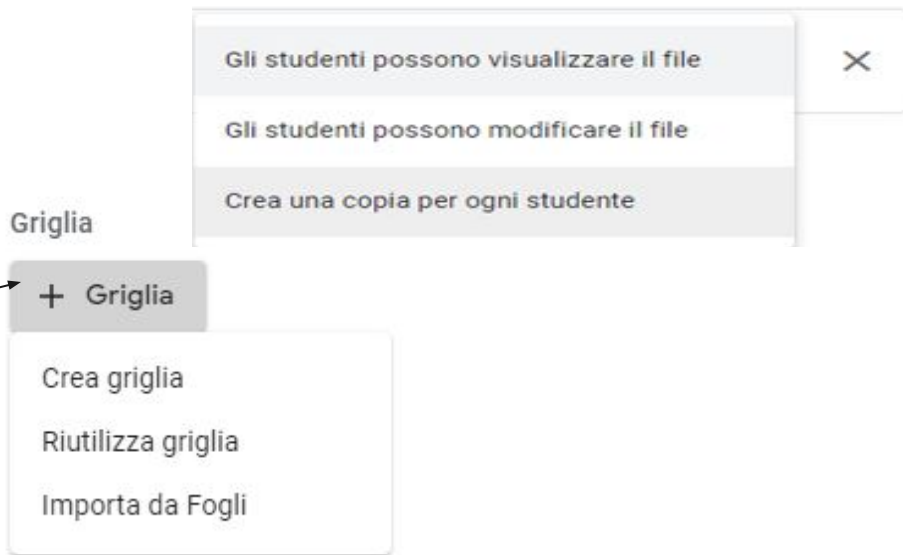 Gli studenti possono visualizzare il file
Gli studenti possono modificare il file
Crea una copia per ogni studente
Griglia
+ Griglia
Crea griglia
Riutilizza griglia
Importa da Fogli